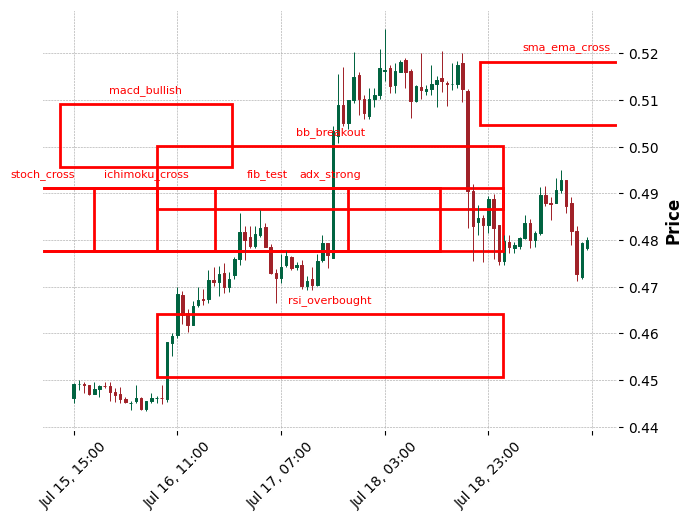 sma_ema_cross
0.52
macd_bullish
0.51
bb_breakout
0.50
stoch_cross
ichimoku_cross
fib_test
adx_strong
0.49
0.48
0.47
rsi_overbought
0.46
0.45
0.44
Price
Jul 15, 15:00
Jul 16, 11:00
Jul 17, 07:00
Jul 18, 03:00
Jul 18, 23:00